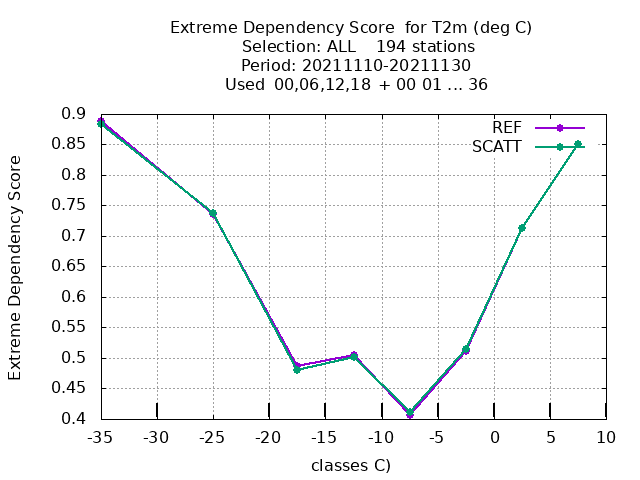 Extreme Dependency Score  for T2m (deg C)
Selection: ALL    194 stations
Period: 20211110-20211130
Used  00,06,12,18  + 00 01 ... 36
REF
SCATT
Extreme Dependency Score
0.9
0.85
0.8
0.75
0.7
0.65
0.6
0.55
0.5
0.45
0.4
-35 -30 -25 -20 -15 -10 -5 0 5 10
classes C)